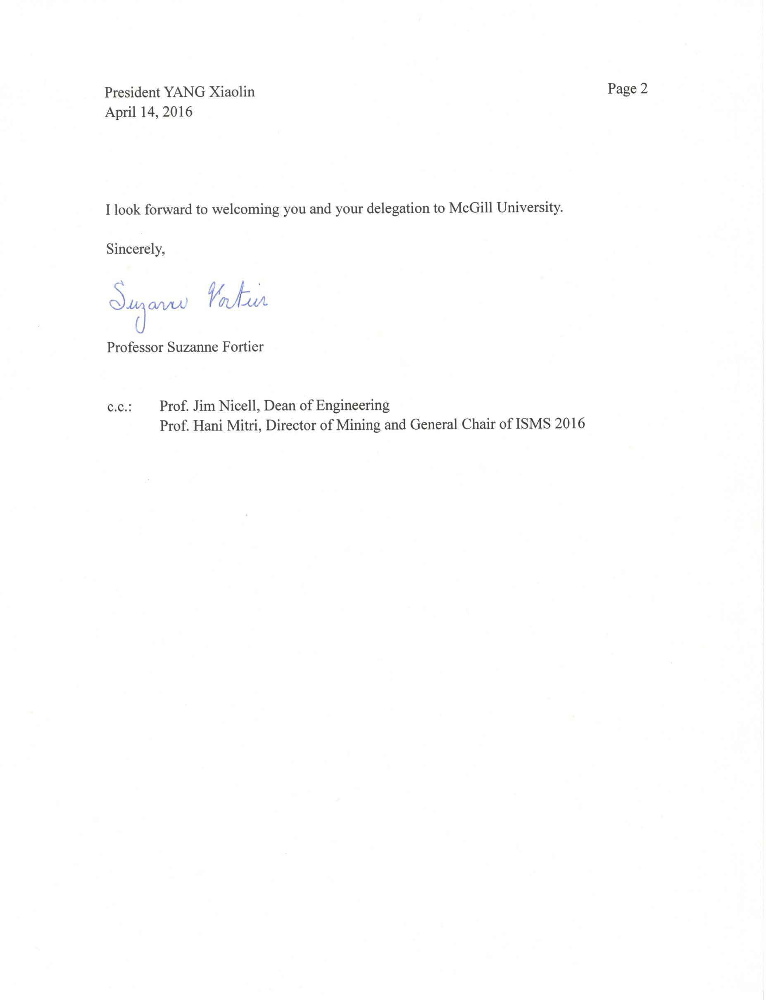 President YANG Xiaolin
Page 2
April 14, 2016
I look forward to welcoming you and your delegation to McGill University.
Sincerely,
Suzanne Fortier
Professor Suzanne Fortier
c.c.: Prof. Jim Nicell, Dean of Engineering
Prof. Hani Mitri, Director of Mining and General Chair of ISMS 2016